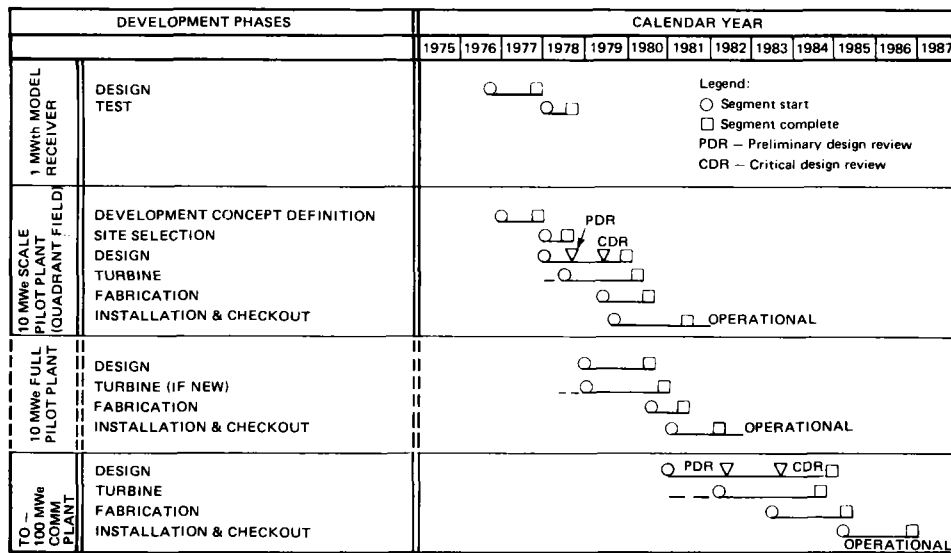 DEVELOPMENT PHASES
CALENDAR YEAR
1975 1976 1977 1978 1979 1980 1981 1982 1983 1984 1985 1986 1987
1 MWth MODEL
RECEIVER
DESIGN
TEST
Legend:
Segment start
Segment complete
PDR – Preliminary design review
CDR – Critical design review
10 MWe SCALE
PILOT PLANT
(QUADRANT FIELD)
DEVELOPMENT CONCEPT DEFINITION
SITE SELECTION
PDR
DESIGN
CDR
TURBINE
FABRICATION
INSTALLATION & CHECKOUT
OPERATIONAL
10 MWe FULL
PILOT PLANT
DESIGN
TURBINE (IF NEW)
FABRICATION
INSTALLATION & CHECKOUT
OPERATIONAL
TO –
100 MWe
COMM
PLANT
DESIGN
PDR
CDR
TURBINE
FABRICATION
INSTALLATION & CHECKOUT
OPERATIONAL